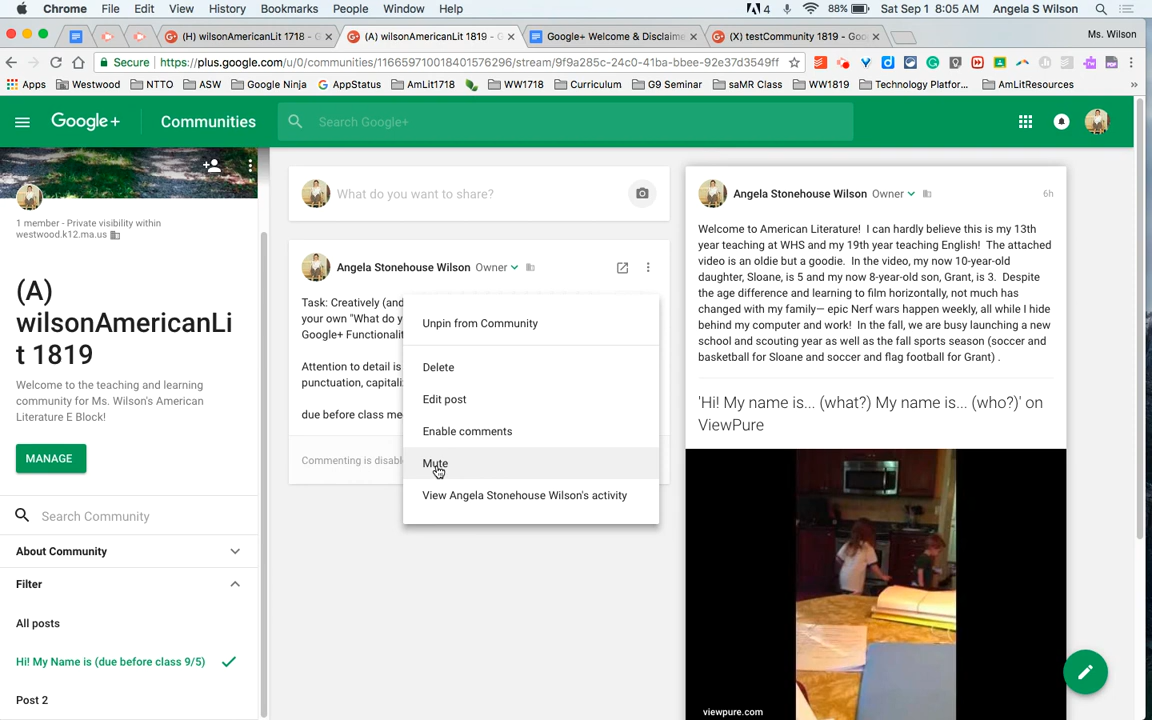 Chrome File Edit View History Bookmarks People Window Help 4 88% Sat Sep 1 8:05 AM Angela S Wilson
(H) wilsonAmericanLit 1718 - G × (A) wilsonAmericanLit 1819 - G × Google+ Welcome & Disclaime × (X) testCommunity 1819 - Goo × Ms. Wilson
Secure https://plus.google.com/u/0/communities/116659710018401576296/stream/9f9a285c-24c0-41ba-bbee-92e37d3549ff
Apps Westwood NTTO ASW Google Ninja AppStatus AmLit1718 WW1718 Curriculum G9 Seminar saMR Class WW1819 Technology Platfor... AmLitResources »
Google+ Communities Search Google+
1 member - Private visibility within
westwood.k12.ma.us
(A)
wilsonAmericanLi
t 1819
Welcome to the teaching and learning
community for Ms. Wilson's American
Literature E Block!
MANAGE
Search Community
About Community
Filter
All posts
Hi! My Name is (due before class 9/5)
Post 2
What do you want to share?
Angela Stonehouse Wilson Owner
Task: Creatively (and
your own "What do y
Google+ Functionalit
Attention to detail is
punctuation, capitali
due before class me
Commenting is disabl
Unpin from Community
Delete
Edit post
Enable comments
Mute
View Angela Stonehouse Wilson's activity
Angela Stonehouse Wilson Owner 6h
Welcome to American Literature! I can hardly believe this is my 13th
year teaching at WHS and my 19th year teaching English! The attached
video is an oldie but a goodie. In the video, my now 10-year-old
daughter, Sloane, is 5 and my now 8-year-old son, Grant, is 3. Despite
the age difference and learning to film horizontally, not much has
changed with my family— epic Nerf wars happen weekly, all while I hide
behind my computer and work! In the fall, we are busy launching a new
school and scouting year as well as the fall sports season (soccer and
basketball for Sloane and soccer and flag football for Grant) .
'Hi! My name is... (what?) My name is... (who?)' on
ViewPure
viewpure.com